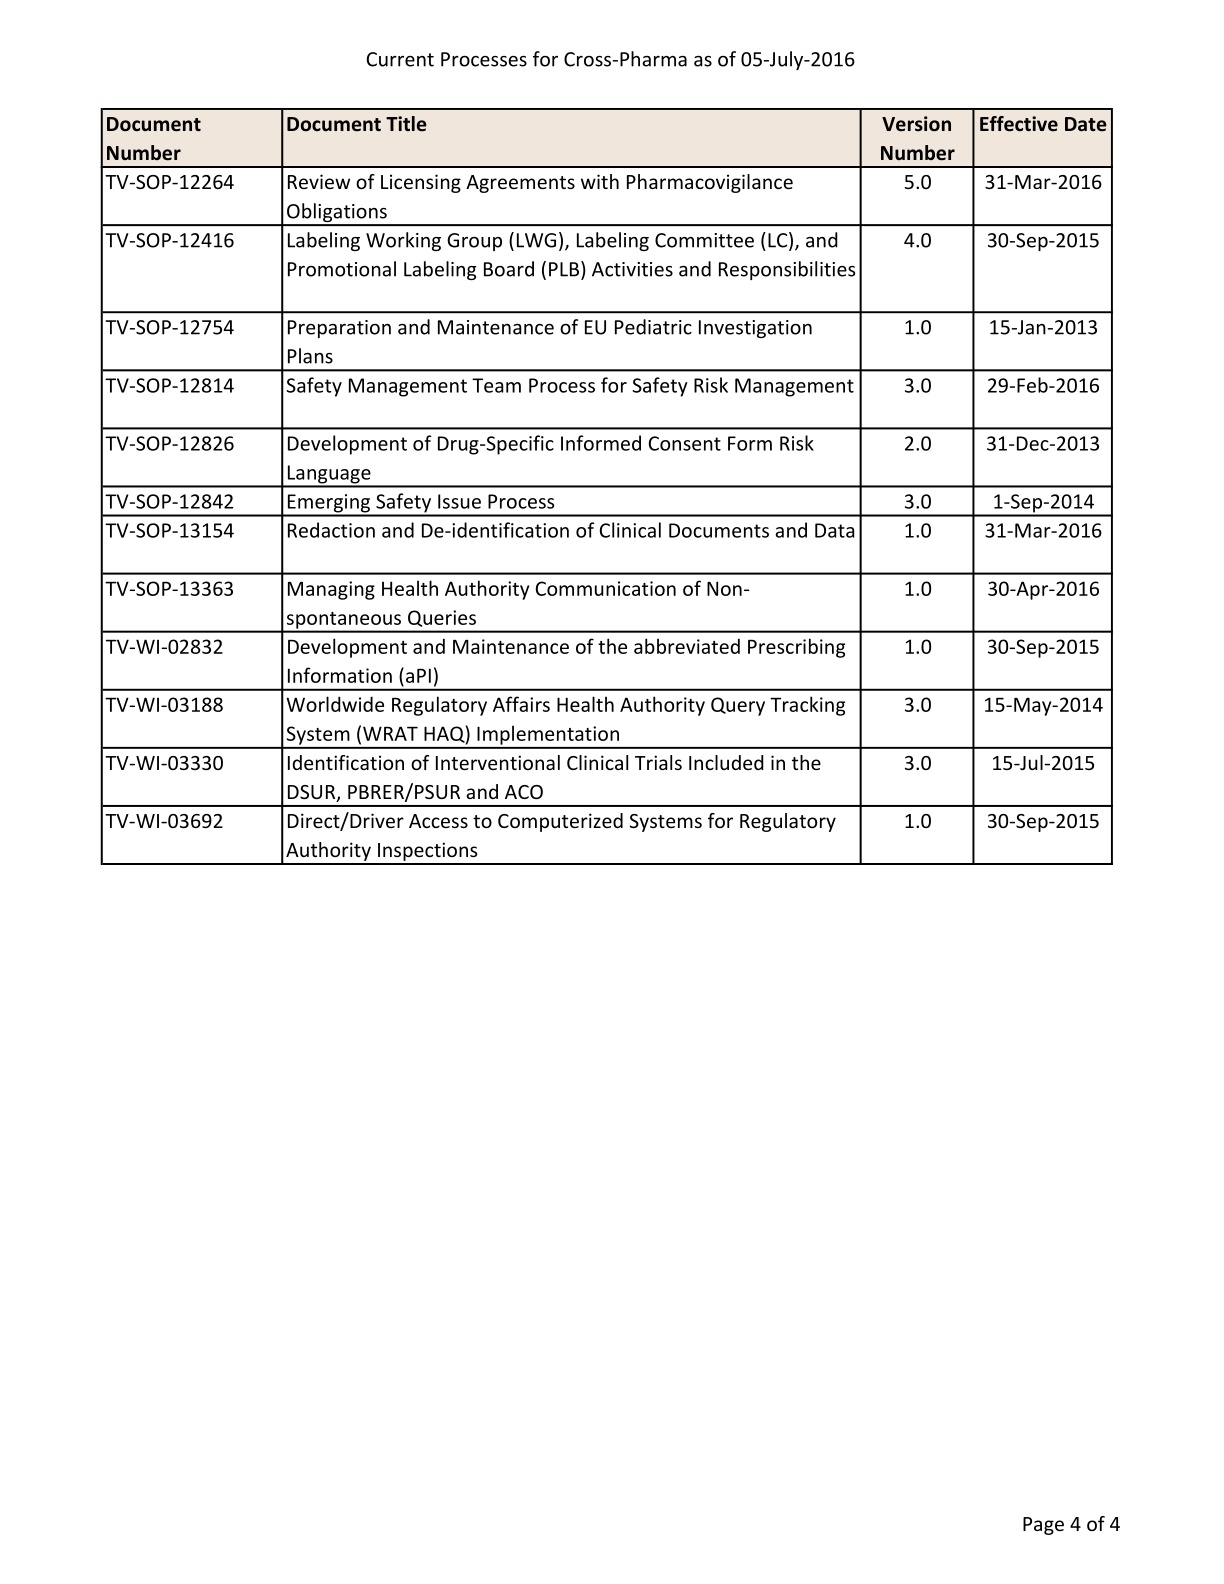 Current Processes for Cross-Pharma as of 05-July-2016
Document Number Document Title Version Number Effective Date
TV-SOP-12264 Review of Licensing Agreements with Pharmacovigilance 5.0 31-Mar-2016
Obligations
TV-SOP-12416 Labeling Working Group (LWG), Labeling Committee (LC), and 4.0 30-Sep-2015
Promotional Labeling Board (PLB) Activities and Responsibilities
TV-SOP-12754 Preparation and Maintenance of EU Pediatric Investigation 1.0 15-Jan-2013
Plans
TV-SOP-12814 Safety Management Team Process for Safety Risk Management 3.0 29-Feb-2016
TV-SOP-12826 Development of Drug-Specific Informed Consent Form Risk 2.0 31-Dec-2013
Language
TV-SOP-12842 Emerging Safety Issue Process 3.0 1-Sep-2014
TV-SOP-13154 Redaction and De-identification of Clinical Documents and Data 1.0 31-Mar-2016
TV-SOP-13363 Managing Health Authority Communication of Non- 1.0 30-Apr-2016
spontaneous Queries
TV-WI-02832 Development and Maintenance of the abbreviated Prescribing 1.0 30-Sep-2015
Information (aPI)
TV-WI-03188 Worldwide Regulatory Affairs Health Authority Query Tracking 3.0 15-May-2014
System (WRAT HAQ) Implementation
TV-WI-03330 Identification of Interventional Clinical Trials Included in the 3.0 15-Jul-2015
DSUR, PBRER/PSUR and ACO
TV-WI-03692 Direct/Driver Access to Computerized Systems for Regulatory 1.0 30-Sep-2015
Authority Inspections
Page 4 of 4